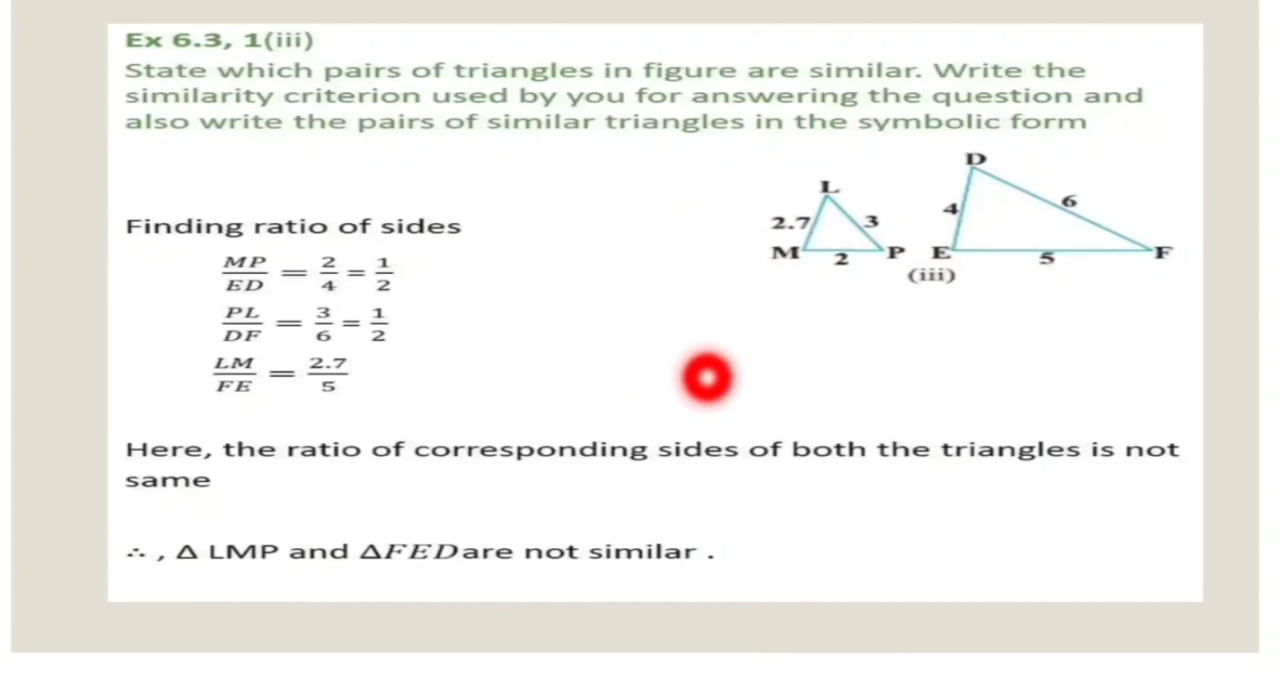 Ex 6.3, 1(iii)
State which pairs of triangles in figure are similar. Write the
similarity criterion used by you for answering the question and
also write the pairs of similar triangles in the symbolic form
D
L
6
4
2.7
3
M
2
P
E
5
F
(iii)
Finding ratio of sides
MP/ED = 2/4 = 1/2
PL/DF = 3/6 = 1/2
LM/FE = 2.7/5
Here, the ratio of corresponding sides of both the triangles is not
same
∴ , Δ LMP and ΔFEDare not similar .